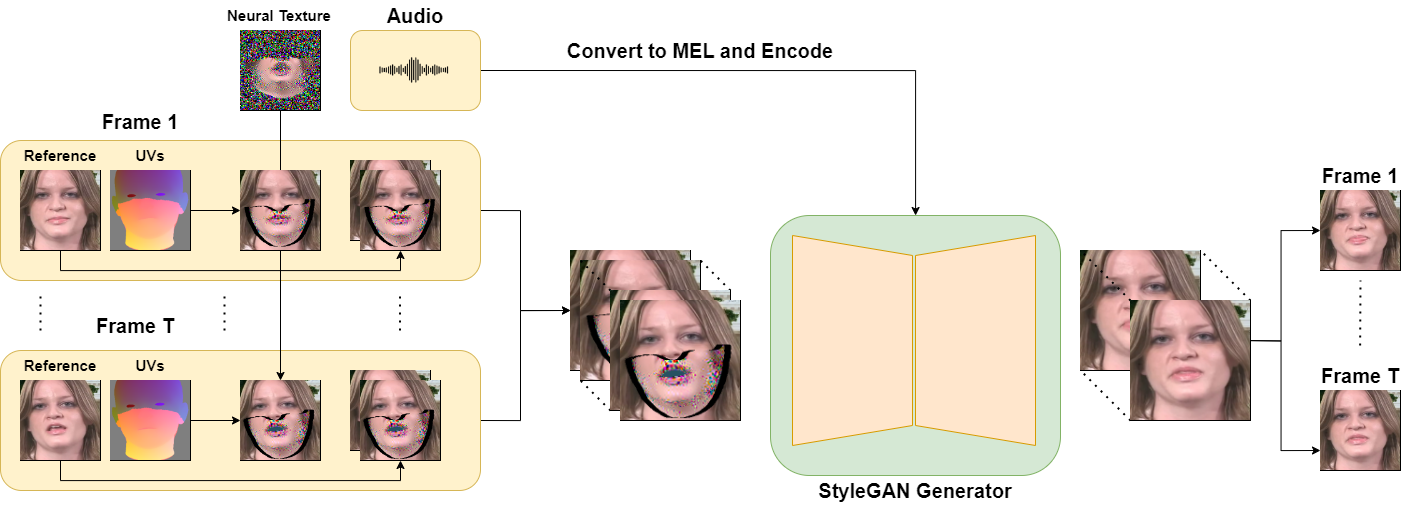 Neural Texture
Audio
Convert to MEL and Encode
Frame 1
Reference
UVs
Frame T
Reference
UVs
StyleGAN Generator
Frame 1
Frame T